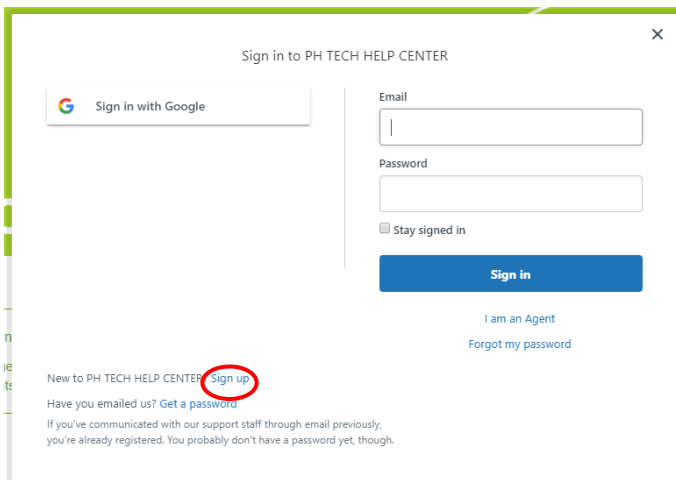 Sign in to PH TECH HELP CENTER
Sign in with Google
Email
Password
Stay signed in
Sign in
I am an Agent
Forgot my password
New to PH TECH HELP CENTER? Sign up
Have you emailed us? Get a password
If you've communicated with our support staff through email previously,
you're already registered. You probably don't have a password yet, though.